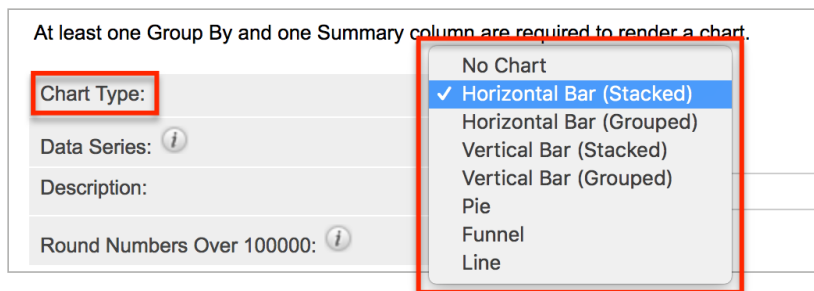 At least one Group By and one Summary column are required to render a chart.
Chart Type:
No Chart
✓ Horizontal Bar (Stacked)
Horizontal Bar (Grouped)
Vertical Bar (Stacked)
Vertical Bar (Grouped)
Pie
Funnel
Line
Data Series: i
Description:
Round Numbers Over 100000: i